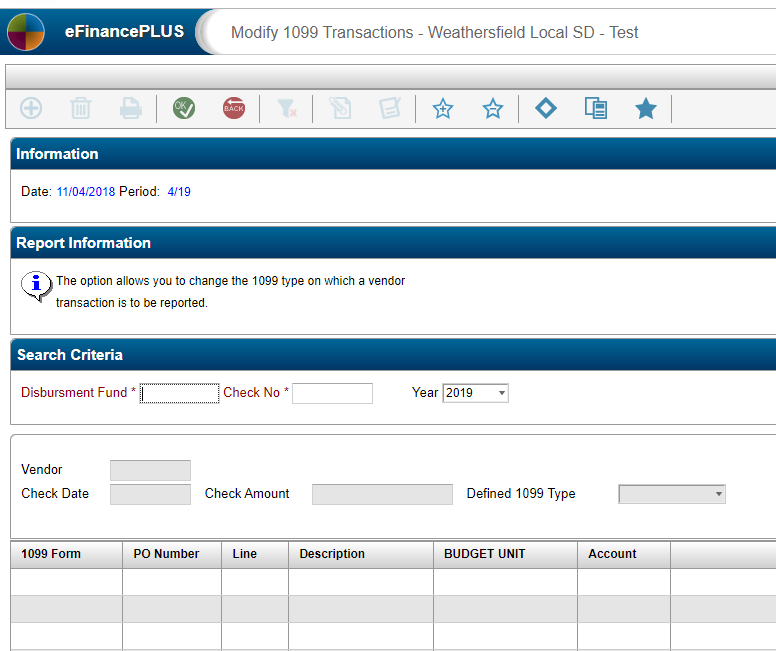 eFinancePLUS Modify 1099 Transactions - Weathersfield Local SD - Test
OK BACK
Information
Date: 11/04/2018 Period: 4/19
Report Information
The option allows you to change the 1099 type on which a vendor
transaction is to be reported.
Search Criteria
Disbursment Fund * Check No * Year 2019
Vendor
Check Date Check Amount Defined 1099 Type
1099 Form PO Number Line Description BUDGET UNIT Account